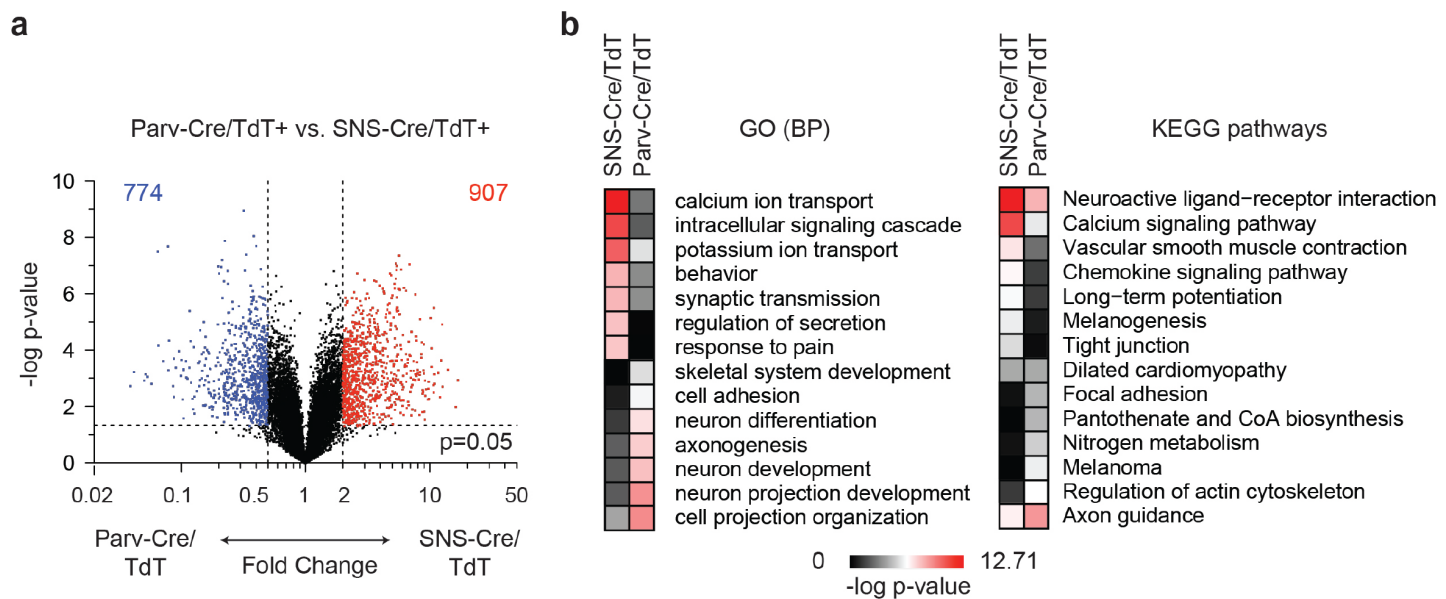 a
Parv-Cre/TdT+ vs. SNS-Cre/TdT+
774
907
10
8
6
4
2
0
-log p-value
p=0.05
0.02
0.1
0.5
1
2
10
50
Parv-Cre/
TdT
Fold Change
SNS-Cre/
TdT
b
SNS-Cre/TdT
Parv-Cre/TdT
GO (BP)
calcium ion transport
intracellular signaling cascade
potassium ion transport
behavior
synaptic transmission
regulation of secretion
response to pain
skeletal system development
cell adhesion
neuron differentiation
axonogenesis
neuron development
neuron projection development
cell projection organization
SNS-Cre/TdT
Parv-Cre/TdT
KEGG pathways
Neuroactive ligand−receptor interaction
Calcium signaling pathway
Vascular smooth muscle contraction
Chemokine signaling pathway
Long−term potentiation
Melanogenesis
Tight junction
Dilated cardiomyopathy
Focal adhesion
Pantothenate and CoA biosynthesis
Nitrogen metabolism
Melanoma
Regulation of actin cytoskeleton
Axon guidance
0
12.71
-log p-value